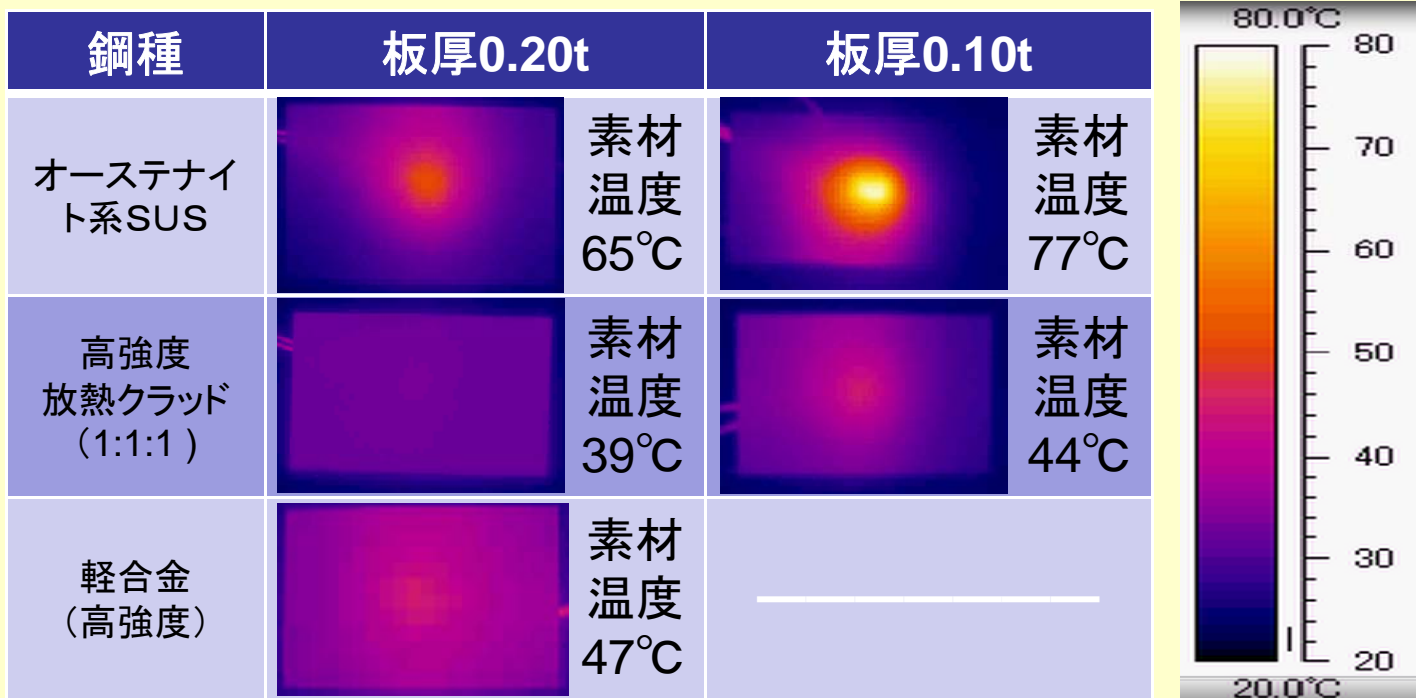 鋼種 板厚0.20t 板厚0.10t
オーステナイ
ト系SUS
素材
温度
65℃
素材
温度
77℃
高強度
放熱クラッド
（1:1:1 )
素材
温度
39℃
素材
温度
44℃
軽合金
（高強度）
素材
温度
47℃
80.0℃
80
70
60
50
40
30
20
20.0℃